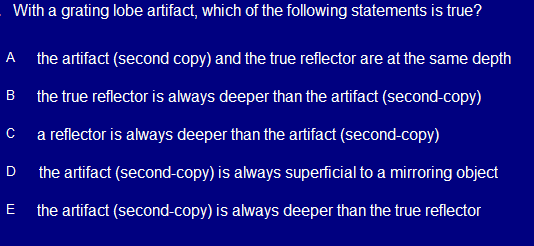 With a grating lobe artifact, which of the following statements is true?
A the artifact (second copy) and the true reflector are at the same depth
B the true reflector is always deeper than the artifact (second-copy)
C a reflector is always deeper than the artifact (second-copy)
D the artifact (second-copy) is always superficial to a mirroring object
E the artifact (second-copy) is always deeper than the true reflector